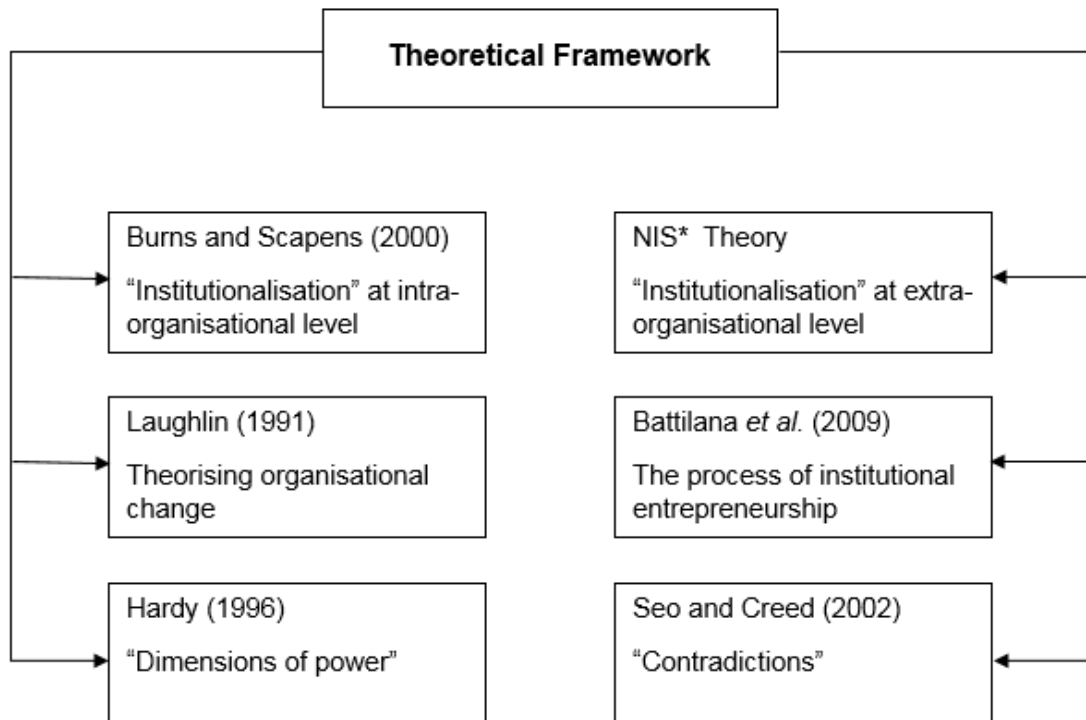 Theoretical Framework
Burns and Scapens (2000)
“Institutionalisation” at intra-
organisational level
NIS* Theory
“Institutionalisation” at extra-
organisational level
Laughlin (1991)
Theorising organisational
change
Battilana et al. (2009)
The process of institutional
entrepreneurship
Hardy (1996)
“Dimensions of power”
Seo and Creed (2002)
“Contradictions”